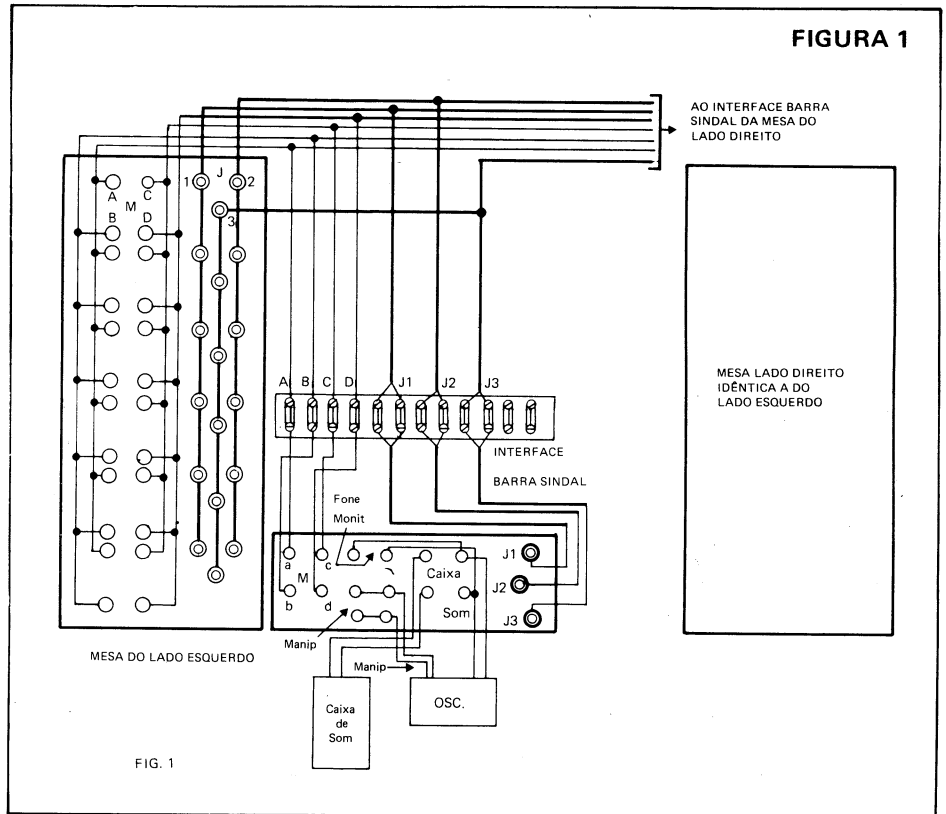 FIGURA 1
AO INTERFACE BARRA
SINDAL DA MESA DO
LADO DIREITO
1 J 2
A C
M
3
B D
MESA LADO DIREITO
IDÊNTICA A DO
LADO ESQUERDO
A B C D J1 J2 J3
INTERFACE
BARRA SINDAL
Fone
Monit
a c
M
b d
Caixa
Som
J1
J2
J3
Manip
MESA DO LADO ESQUERDO
Manip
Caixa
de
Som
OSC.
FIG. 1